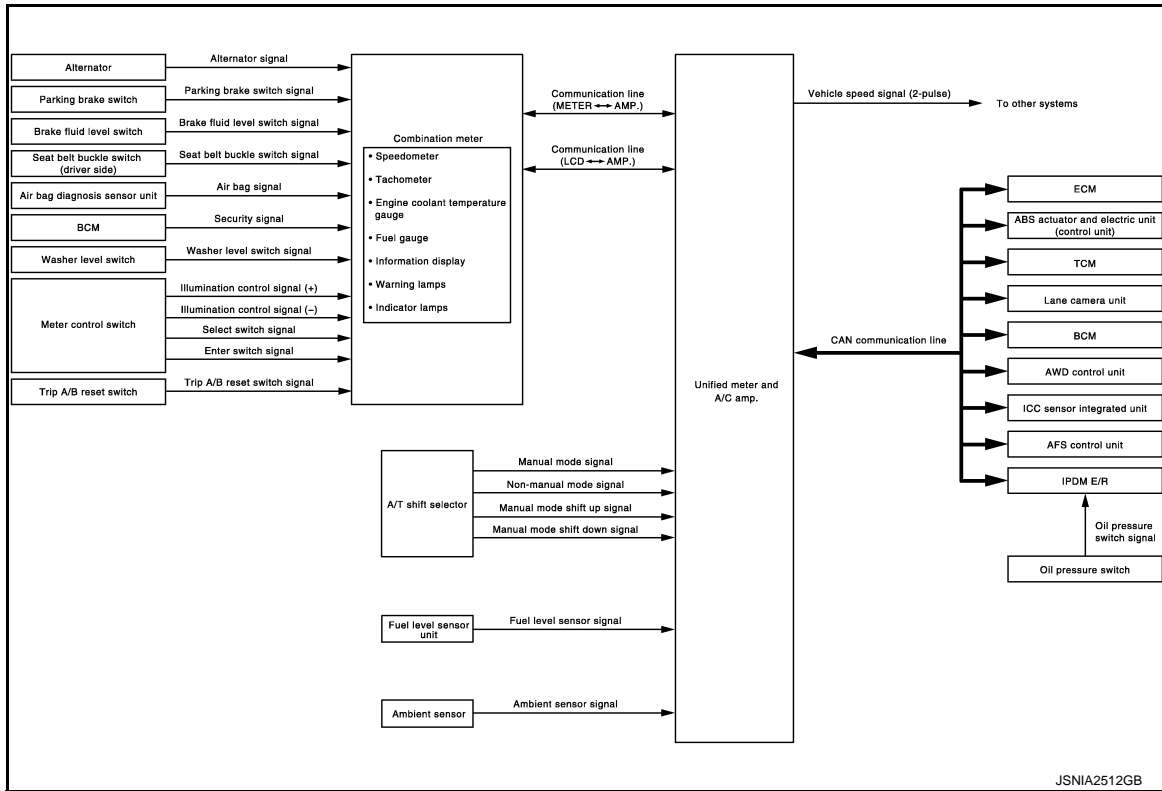 Alternator
Alternator signal
Parking brake switch
Parking brake switch signal
Brake fluid level switch
Brake fluid level switch signal
Seat belt buckle switch
(driver side)
Seat belt buckle switch signal
Air bag diagnosis sensor unit
Air bag signal
BCM
Security signal
Washer level switch
Washer level switch signal
Meter control switch
Illumination control signal (+)
Illumination control signal (–)
Select switch signal
Enter switch signal
Trip A/B reset switch
Trip A/B reset switch signal
Combination meter
• Speedometer
• Tachometer
• Engine coolant temperature
gauge
• Fuel gauge
• Information display
• Warning lamps
• Indicator lamps
Communication line
(METER ↔ AMP.)
Communication line
(LCD ↔ AMP.)
A/T shift selector
Manual mode signal
Non-manual mode signal
Manual mode shift up signal
Manual mode shift down signal
Fuel level sensor
unit
Fuel level sensor signal
Ambient sensor
Ambient sensor signal
Unified meter and
A/C amp.
Vehicle speed signal (2-pulse)
To other systems
CAN communication line
ECM
ABS actuator and electric unit
(control unit)
TCM
Lane camera unit
BCM
AWD control unit
ICC sensor integrated unit
AFS control unit
IPDM E/R
Oil pressure
switch signal
Oil pressure switch
JSNIA2512GB